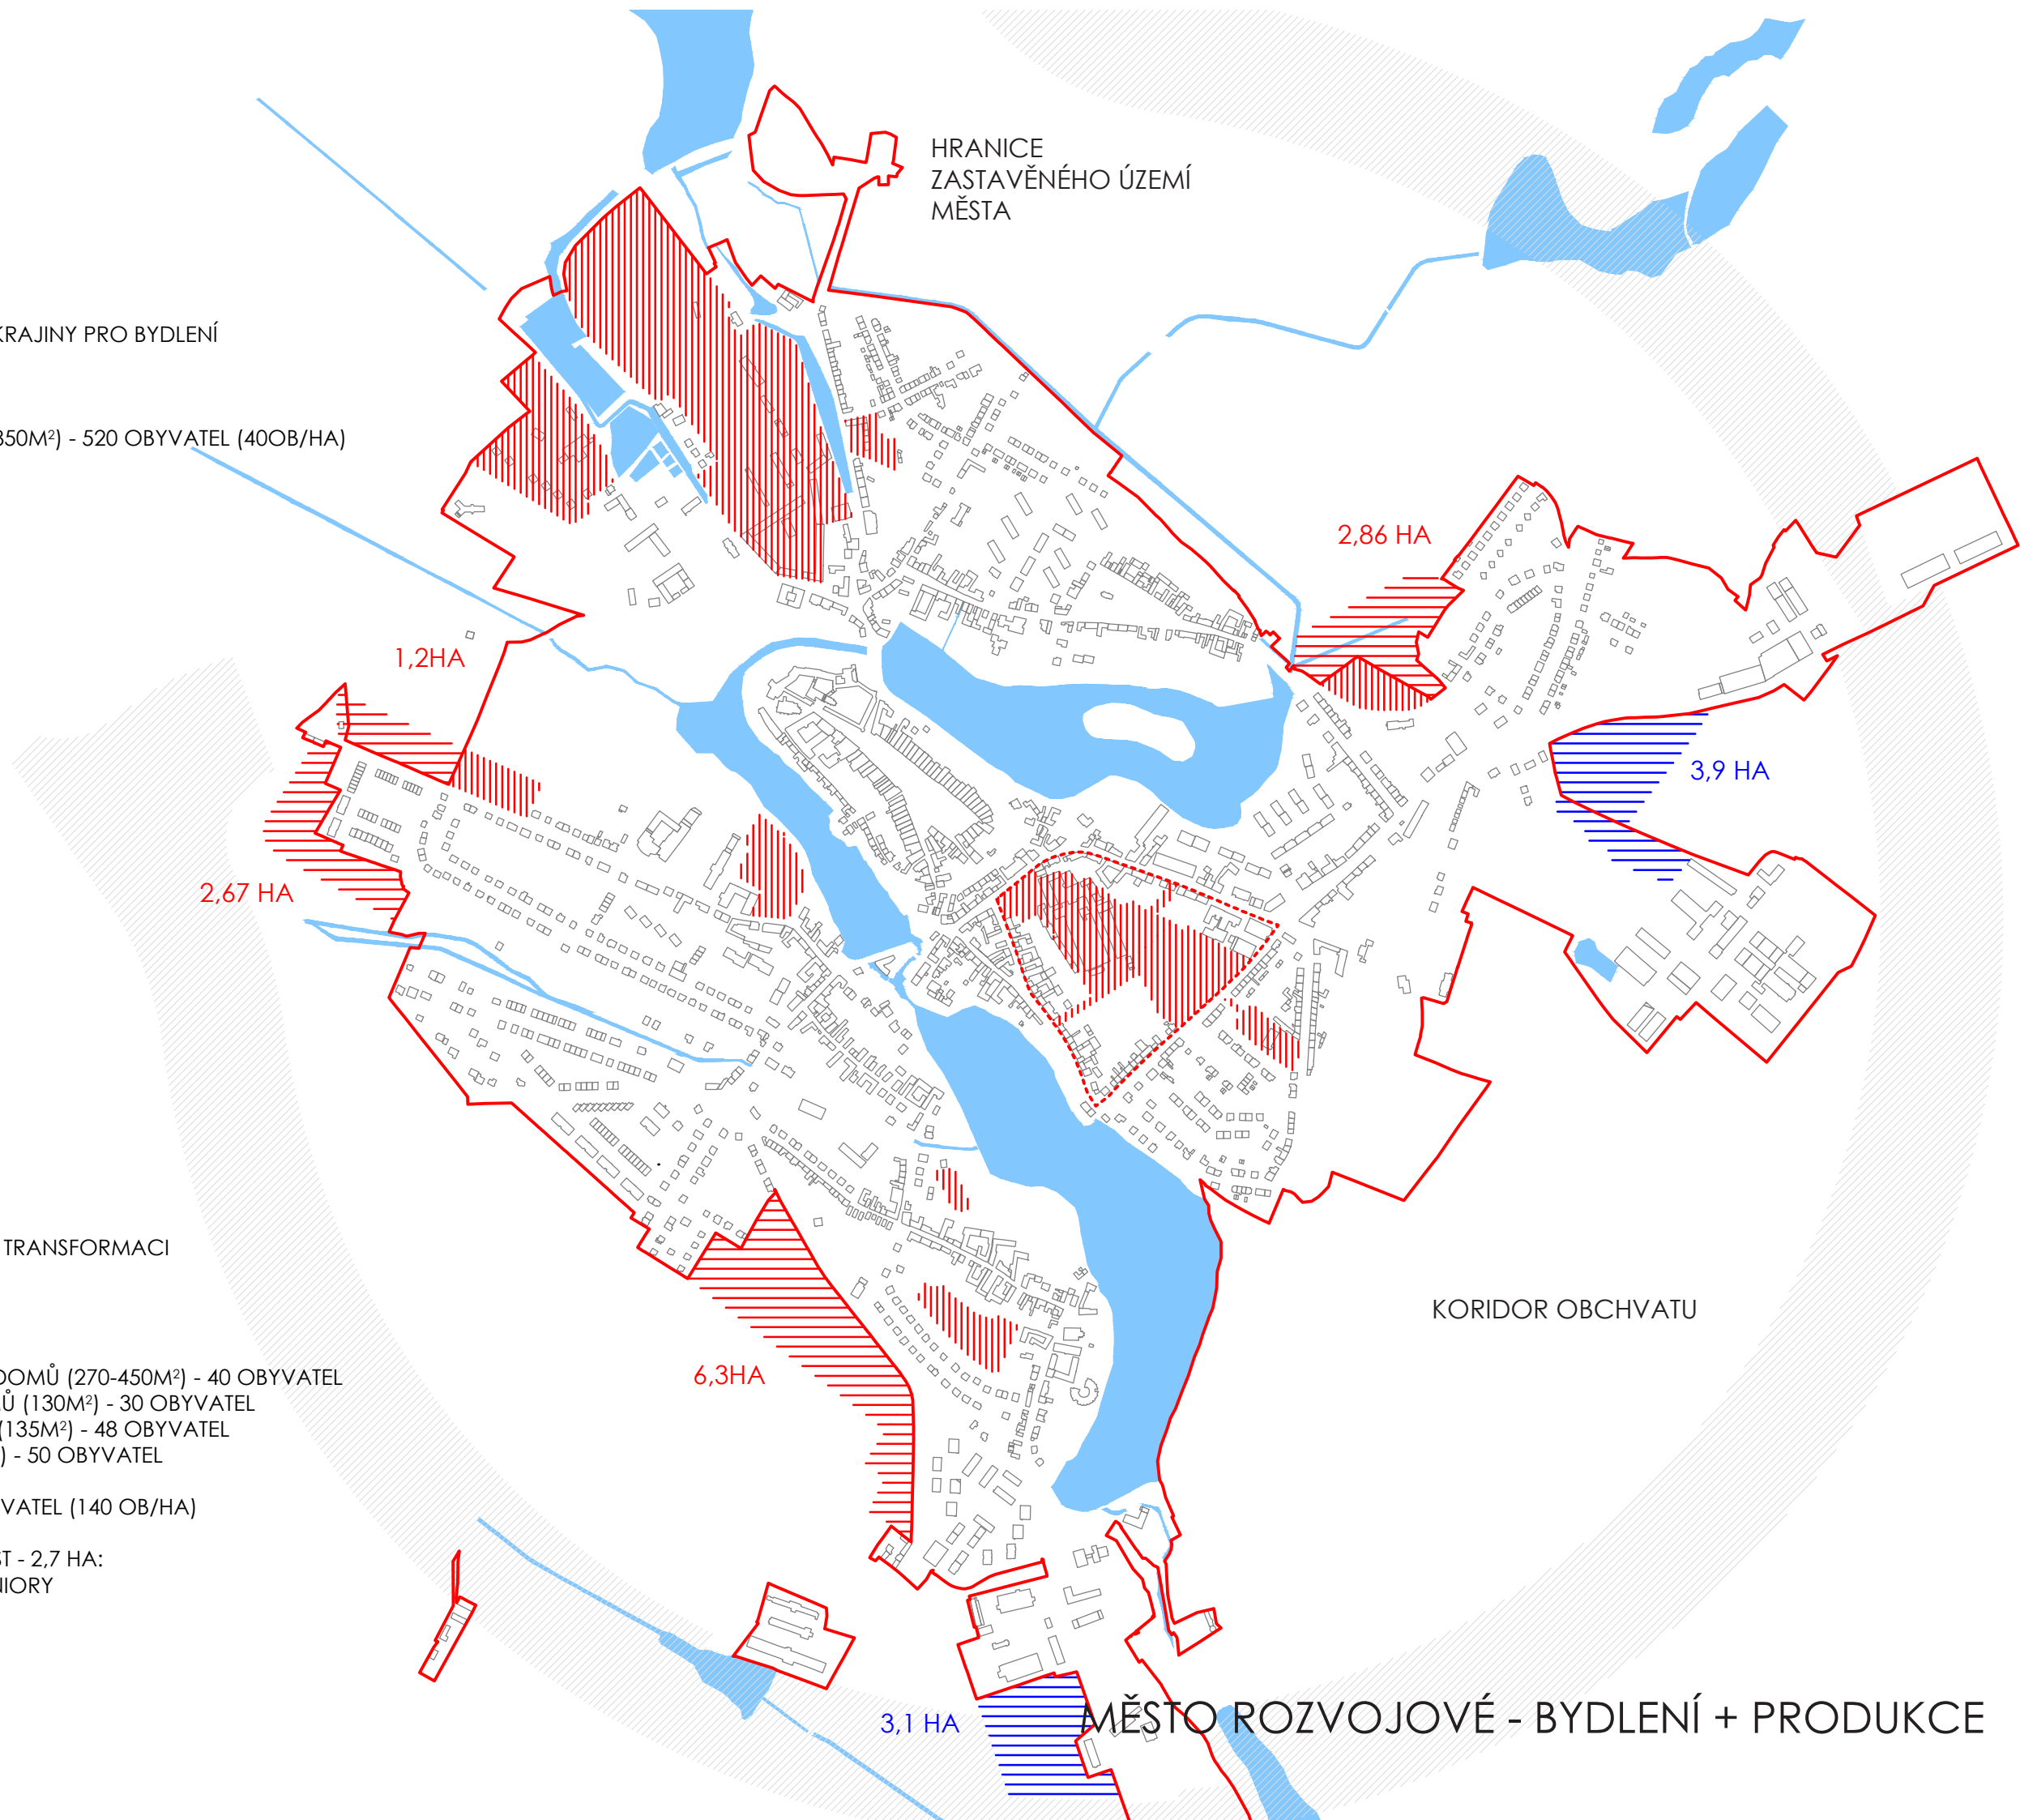 HRANICE
ZASTAVĚNÉHO ÚZEMÍ
MĚSTA
KRAJINY PRO BYDLENÍ
350M²) - 520 OBYVATEL (40OB/HA)
2,86 HA
1,2HA
3,9 HA
2,67 HA
TRANSFORMACI
KORIDOR OBCHVATU
6,3HA
DOMŮ (270-450M²) - 40 OBYVATEL
Ů (130M²) - 30 OBYVATEL
(135M²) - 48 OBYVATEL
) - 50 OBYVATEL
VATEL (140 OB/HA)
ST - 2,7 HA:
NIORY
3,1 HA
MĚSTO ROZVOJOVÉ - BYDLENÍ + PRODUKCE